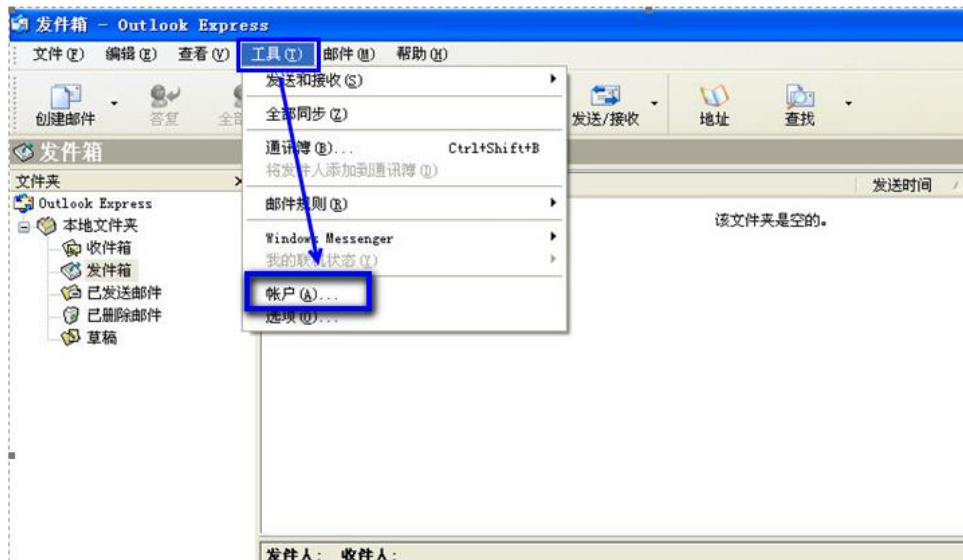 发件箱 - Outlook Express
文件(F) 编辑(E) 查看(V) 工具(T) 邮件(M) 帮助(H)
创建邮件 答复 全部 发送/接收 地址 查找
发送和接收(S)
全部同步(Z)
通讯簿(B)... Ctrl+Shift+B
将发件人添加到通讯簿(D)
邮件规则(R)
Windows Messenger
我的联机状态(Y)
帐户(A)...
选项(O)...
发件箱
文件夹 ×
发送时间
Outlook Express
本地文件夹
收件箱
发件箱
已发送邮件
已删除邮件
草稿
该文件夹是空的。
发件人: 收件人: